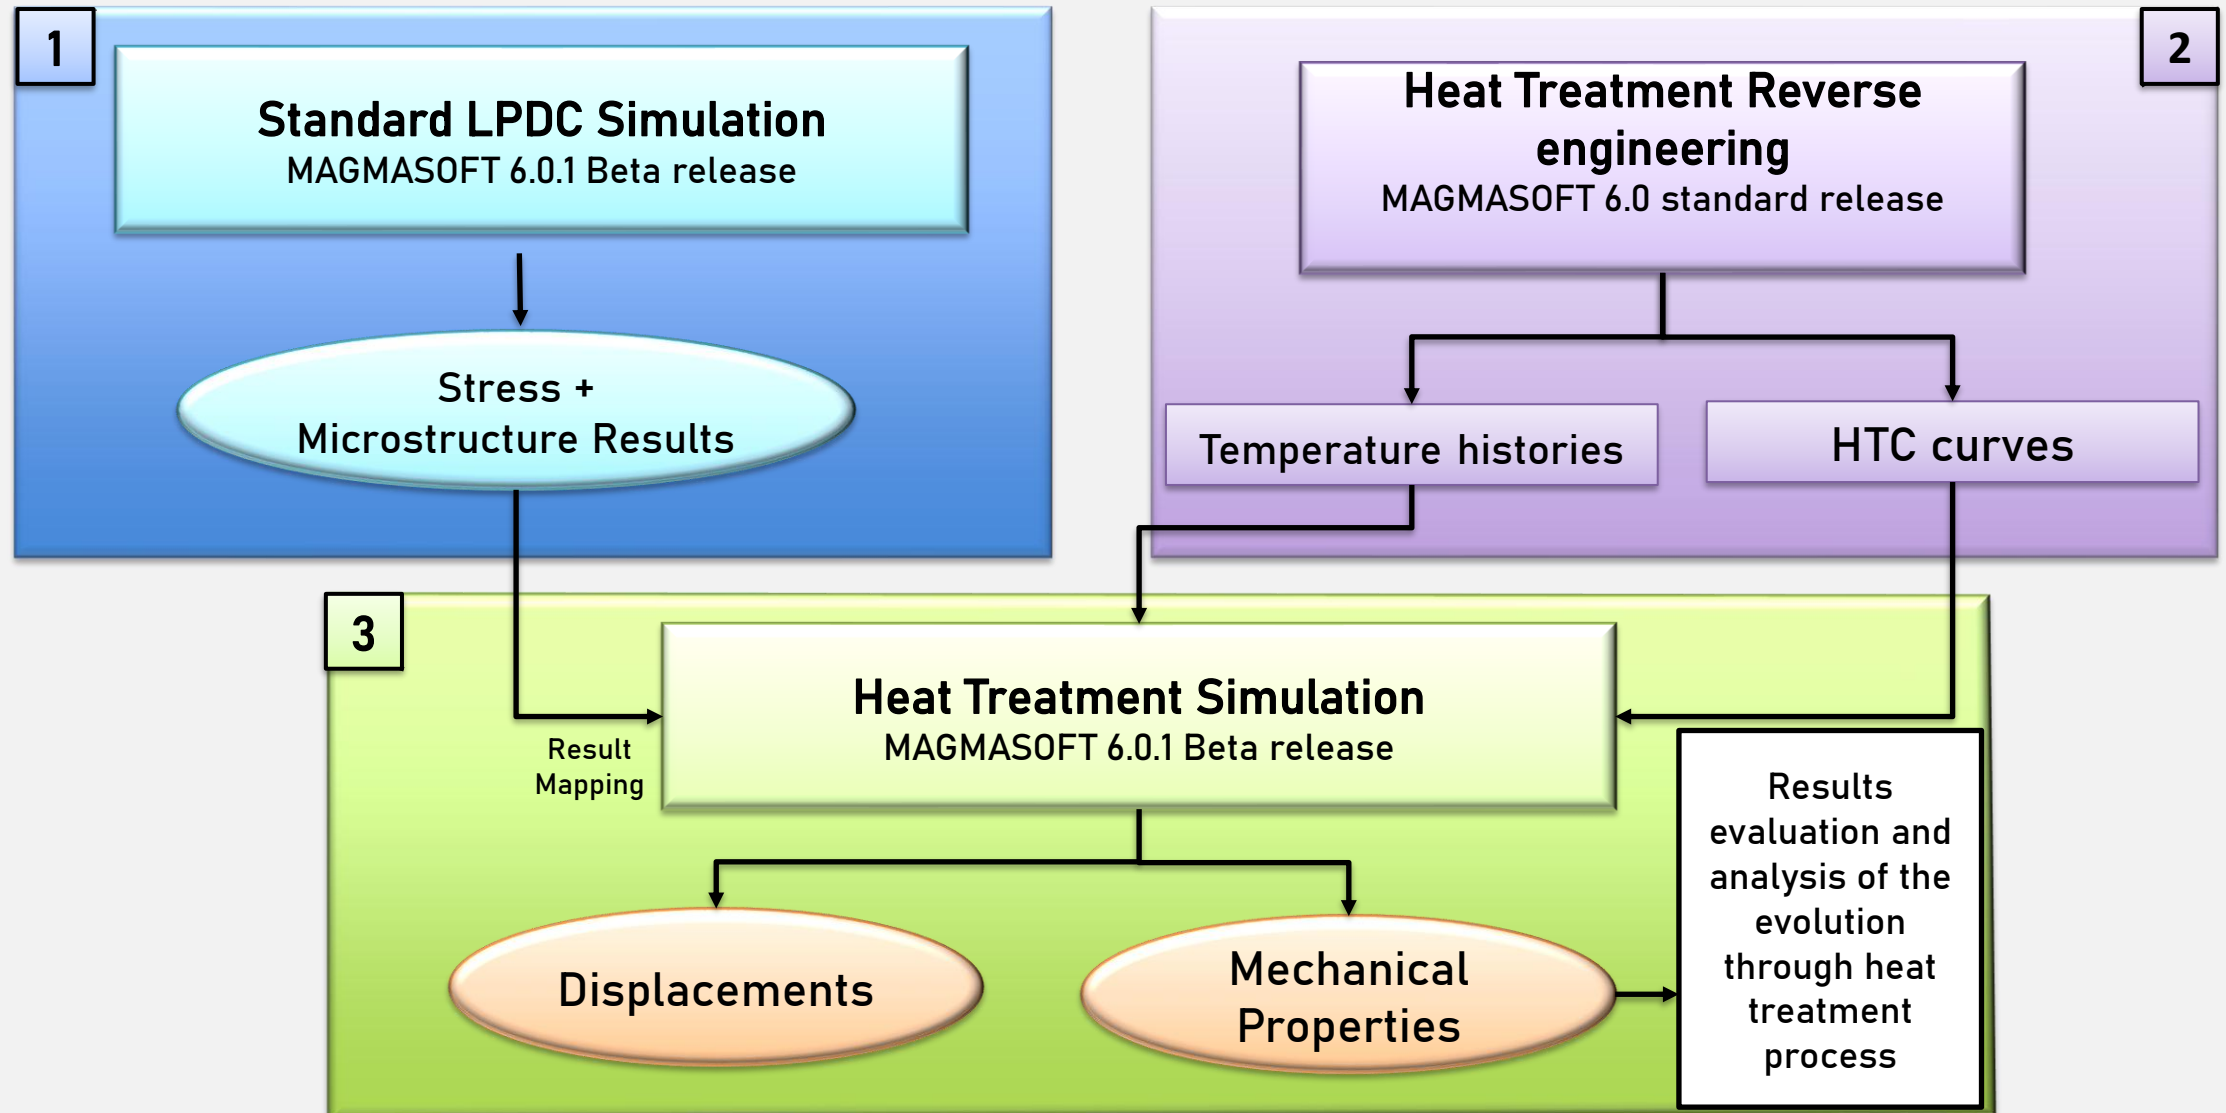 1
Standard LPDC Simulation
MAGMASOFT 6.0.1 Beta release
Stress +
Microstructure Results
2
Heat Treatment Reverse
engineering
MAGMASOFT 6.0 standard release
Temperature histories
HTC curves
3
Result
Mapping
Heat Treatment Simulation
MAGMASOFT 6.0.1 Beta release
Displacements
Mechanical
Properties
Results
evaluation and
analysis of the
evolution
through heat
treatment
process